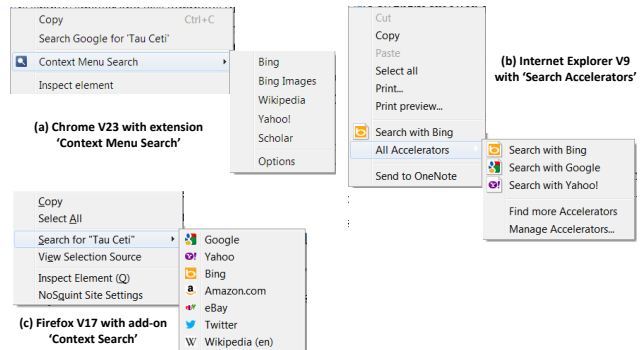 Copy Ctrl+C
Search Google for 'Tau Ceti'
Context Menu Search
Inspect element
Bing
Bing Images
Wikipedia
Yahoo!
Scholar
Options
(a) Chrome V23 with extension
'Context Menu Search'
Cut
Copy
Paste
Select all
Print...
Print preview...
Search with Bing
All Accelerators
Send to OneNote
Search with Bing
Search with Google
Search with Yahoo!
Find more Accelerators
Manage Accelerators...
(b) Internet Explorer V9
with 'Search Accelerators'
Copy
Select All
Search for "Tau Ceti"
View Selection Source
Inspect Element (Q)
NoSquint Site Settings
Google
Yahoo
Bing
Amazon.com
eBay
Twitter
Wikipedia (en)
(c) Firefox V17 with add-on
'Context Search'